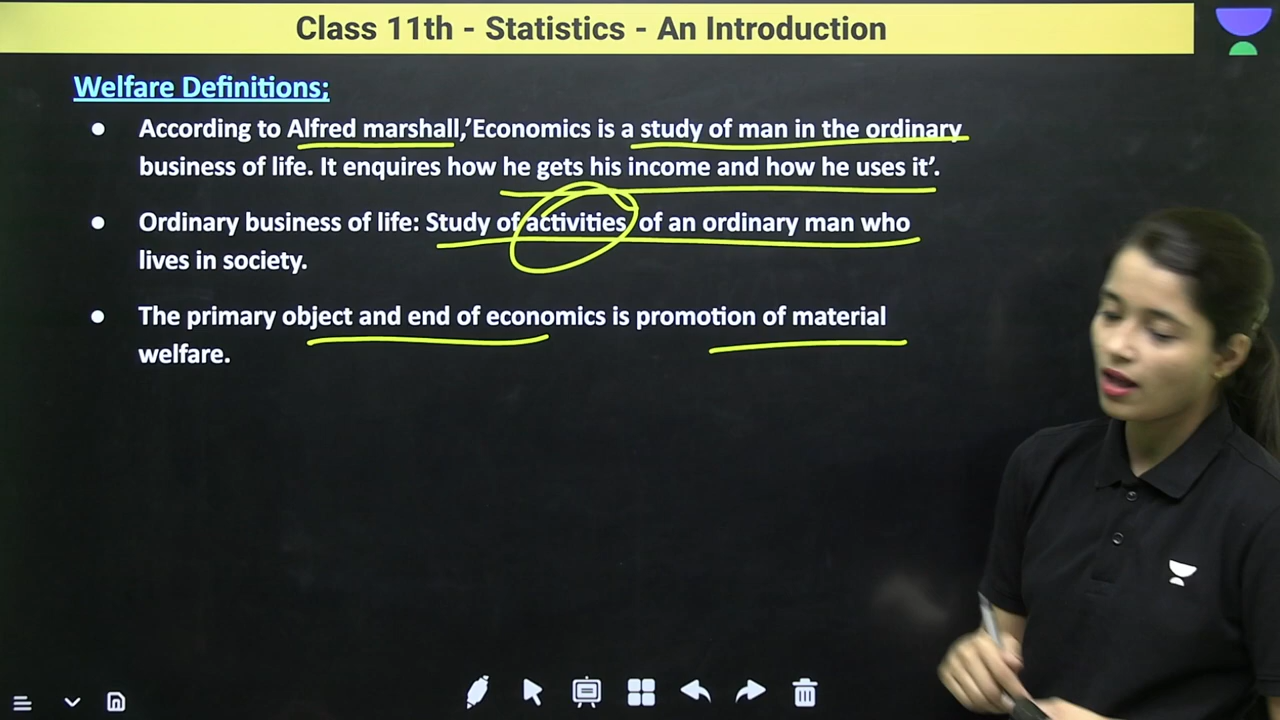 Class 11th - Statistics - An Introduction
Welfare Definitions;
● According to Alfred marshall,’Economics is a study of man in the ordinary
business of life. It enquires how he gets his income and how he uses it’.
● Ordinary business of life: Study of activities of an ordinary man who
lives in society.
● The primary object and end of economics is promotion of material
welfare.